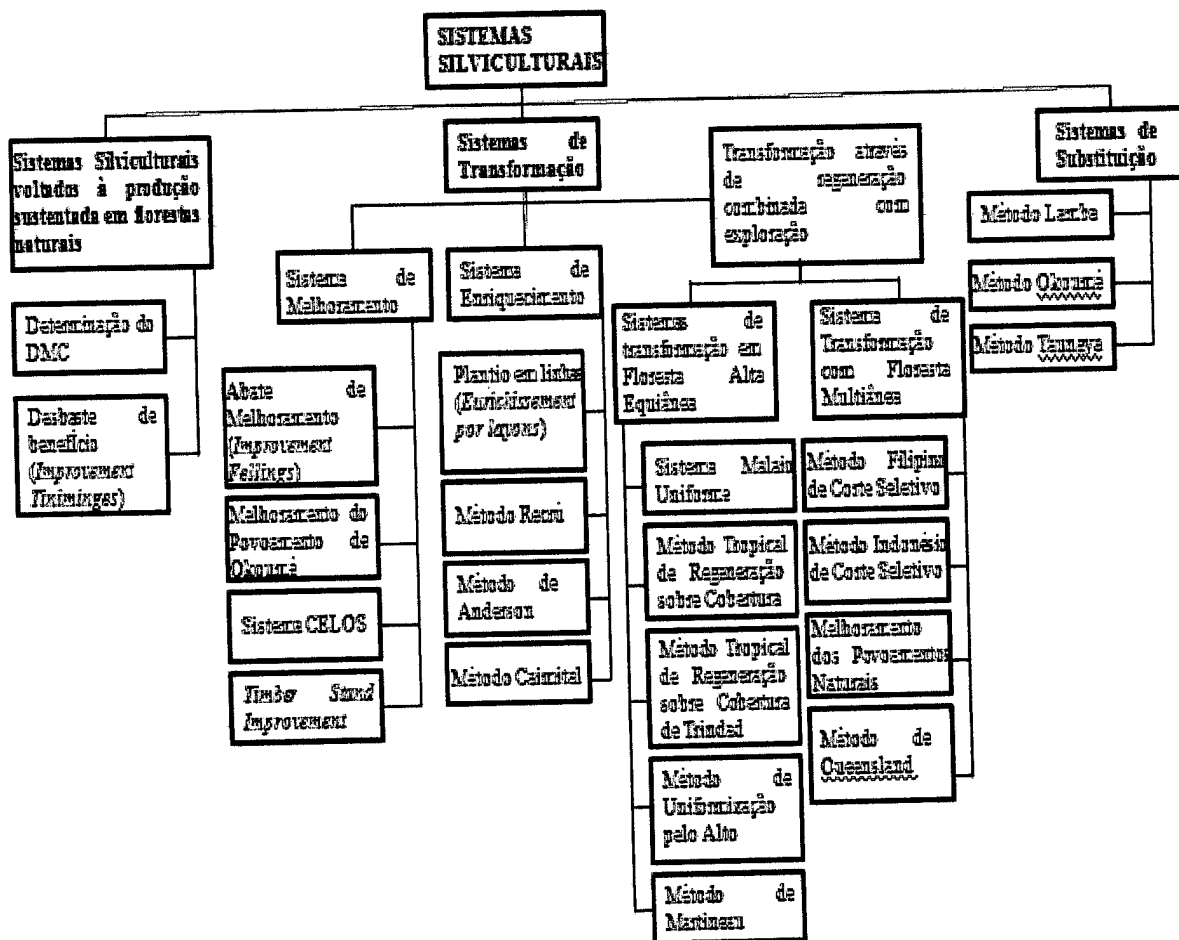 SISTEMAS
SILVICULTURAIS
Sistemas Silviculturais
voltados à produção
sustentada em florestas
naturais
Determinação do
DMC
Desbaste de
benefício
(Improvement
Tiniminges)
Sistemas de
Transformação
Sistema de
Melhoramento
Abate de
Melhoramento
(Improvement
Fellings)
Melhoramento do
Povoamento de
Okoumé
Sistema CELOS
Timber Stand
Improvement
Sistema de
Enriquecimento
Plantio em linhas
(Enrichissement
por layons)
Método Recrú
Método de
Anderson
Método Caimital
Transformação através
de regeneração
combinada com
exploração
Sistemas de
transformação em
Floresta Alta
Equiânea
Sistema Malaio
Uniforme
Método Tropical
de Regeneração
sobre Cobertura
Método Tropical
de Regeneração
sobre Cobertura
de Trindad
Método de
Uniformização
pelo Alto
Método de
Martineau
Sistema de
Transformação
com Floresta
Multiânea
Método Filipino
de Corte Seletivo
Método Indonésio
de Corte Seletivo
Melhoramento
dos Povoamentos
Naturais
Método de
Queensland
Sistemas de
Substituição
Método Lamba
Método Okoumé
Método Taunaya